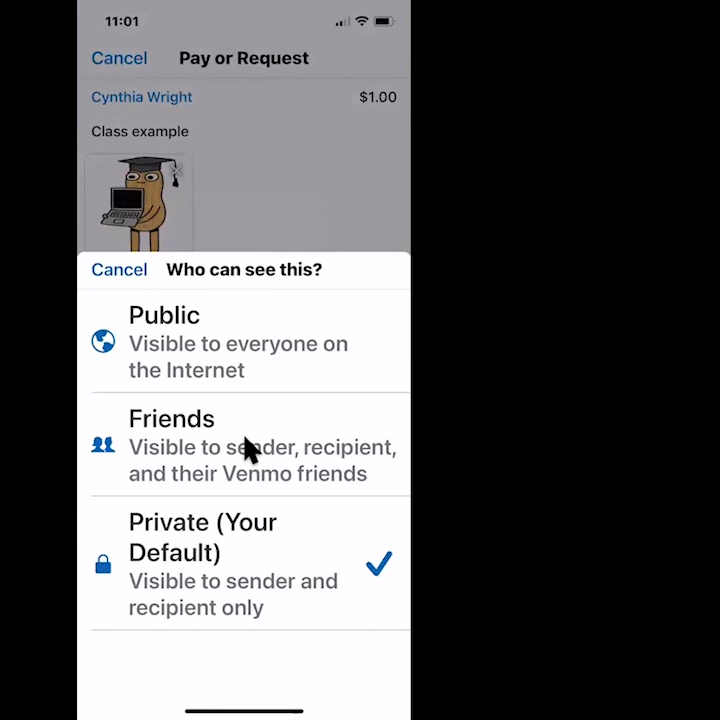 11:01
Cancel Pay or Request
Cynthia Wright $1.00
Class example
Cancel Who can see this?
Public
Visible to everyone on
the Internet
Friends
Visible to sender, recipient,
and their Venmo friends
Private (Your
Default)
Visible to sender and
recipient only